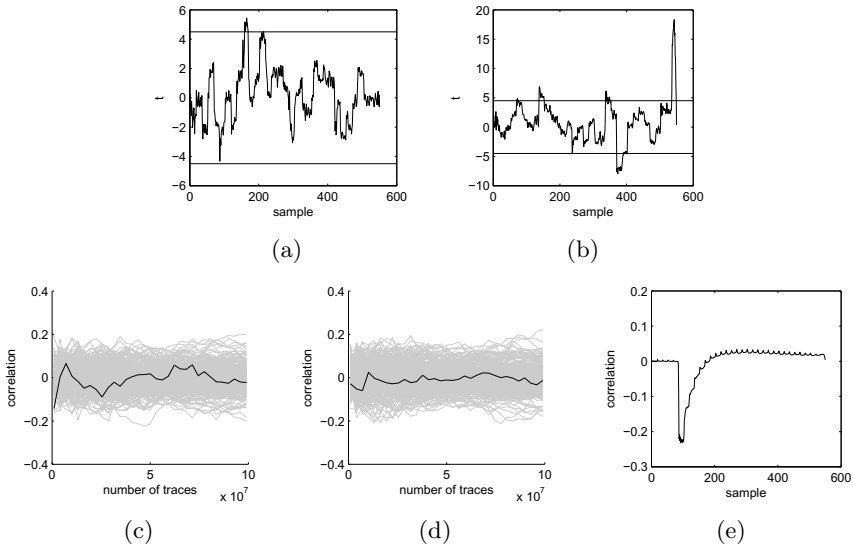 6
4
2
0
−2
−4
−6
t
0 200 400 600
sample
(a)
20
15
10
5
0
−5
−10
t
0 200 400 600
sample
(b)
0.4
0.2
0
−0.2
−0.4
correlation
0 5 10
number of traces
x 10^7
(c)
0.4
0.2
0
−0.2
−0.4
correlation
0 5 10
number of traces
x 10^7
(d)
0.2
0.1
0
−0.1
−0.2
−0.3
correlation
0 200 400 600
sample
(e)